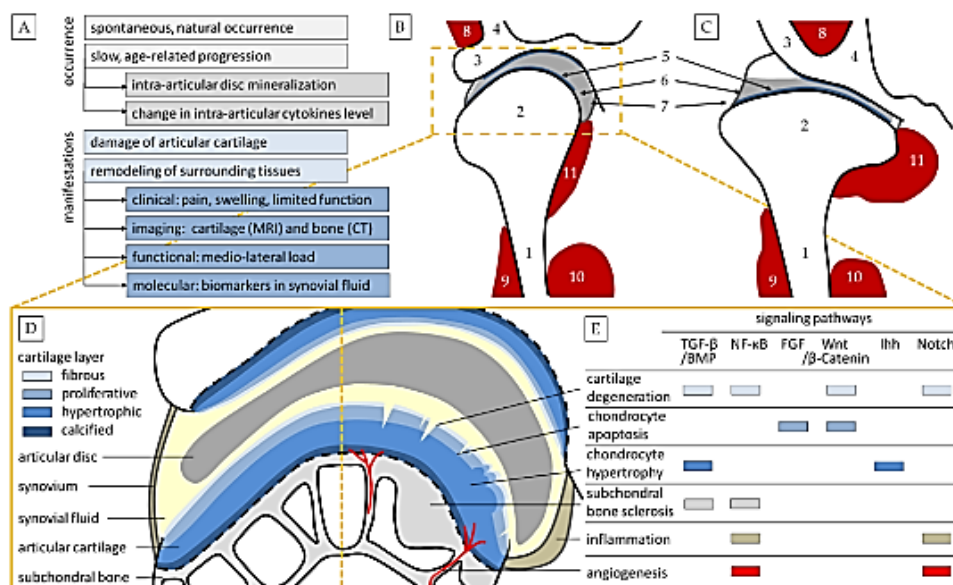 A
occurrence
spontaneous, natural occurrence
slow, age-related progression
intra-articular disc mineralization
change in intra-articular cytokines level
manifestations
damage of articular cartilage
remodeling of surrounding tissues
clinical: pain, swelling, limited function
imaging: cartilage (MRI) and bone (CT)
functional: medio-lateral load
molecular: biomarkers in synovial fluid
B
8
4
3
2
11
1
9
10
5
6
7
C
8
3
4
2
11
1
9
10
D
cartilage layer
fibrous
proliferative
hypertrophic
calcified
articular disc
synovium
synovial fluid
articular cartilage
subchondral bone
E
signaling pathways
TGF-β NF-κB FGF Wnt Ihh Notch
/BMP /β-Catenin
cartilage
degeneration
chondrocyte
apoptosis
chondrocyte
hypertrophy
subchondral
bone sclerosis
inflammation
angiogenesis